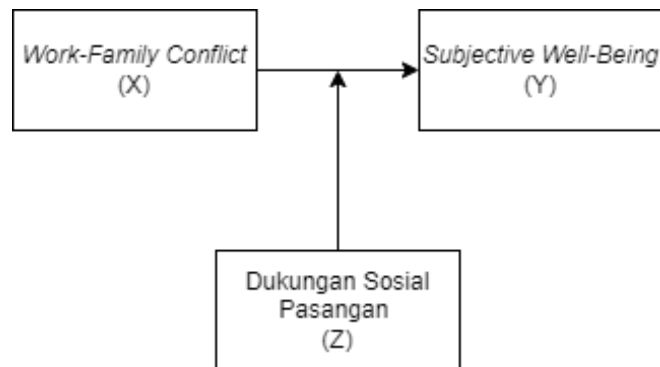 Work-Family Conflict
(X)
Subjective Well-Being
(Y)
Dukungan Sosial
Pasangan
(Z)